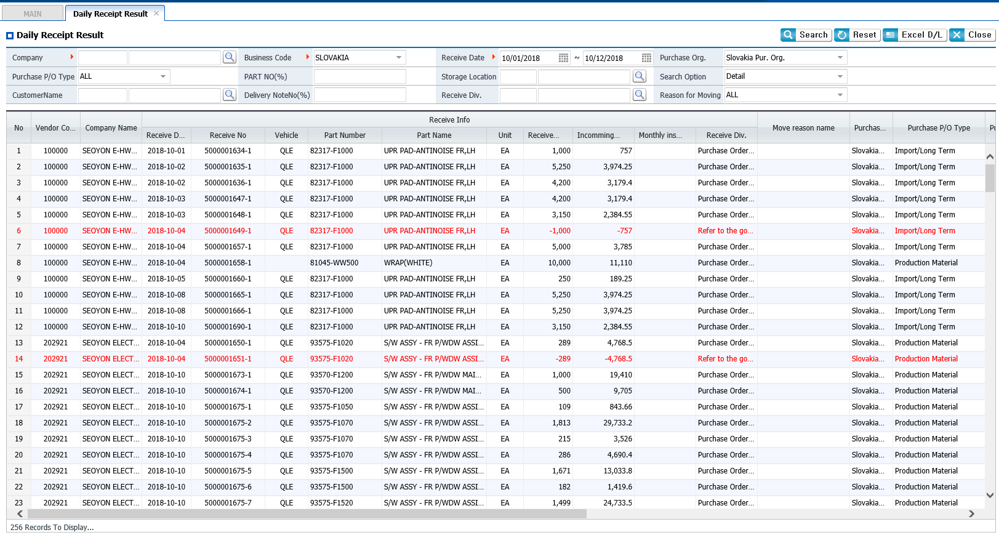 MAIN
Daily Receipt Result ×
Daily Receipt Result
Search Reset Excel D/L Close
Company Business Code SLOVAKIA Receive Date 10/01/2018 ~ 10/12/2018 Purchase Org. Slovakia Pur. Org.
Purchase P/O Type ALL PART NO(%) Storage Location Search Option Detail
CustomerName Delivery NoteNo(%) Receive Div. Reason for Moving ALL
Receive Info
No Vendor Co... Company Name Move reason name Purchas... Purchase P/O Type
Receive D... Receive No Vehicle Part Number Part Name Unit Receive... Incomming... Monthly ins... Receive Div.
1 100000 SEOYON E-HW... 2018-10-01 5000001634-1 QLE 82317-F1000 UPR PAD-ANTINOISE FR,LH EA 1,000 757 Purchase Order... Slovakia... Import/Long Term
2 100000 SEOYON E-HW... 2018-10-02 5000001635-1 QLE 82317-F1000 UPR PAD-ANTINOISE FR,LH EA 5,250 3,974.25 Purchase Order... Slovakia... Import/Long Term
3 100000 SEOYON E-HW... 2018-10-02 5000001636-1 QLE 82317-F1000 UPR PAD-ANTINOISE FR,LH EA 4,200 3,179.4 Purchase Order... Slovakia... Import/Long Term
4 100000 SEOYON E-HW... 2018-10-03 5000001647-1 QLE 82317-F1000 UPR PAD-ANTINOISE FR,LH EA 4,200 3,179.4 Purchase Order... Slovakia... Import/Long Term
5 100000 SEOYON E-HW... 2018-10-03 5000001648-1 QLE 82317-F1000 UPR PAD-ANTINOISE FR,LH EA 3,150 2,384.55 Purchase Order... Slovakia... Import/Long Term
6 100000 SEOYON E-HW... 2018-10-04 5000001649-1 QLE 82317-F1000 UPR PAD-ANTINOISE FR,LH EA -1,000 -757 Refer to the go... Slovakia... Import/Long Term
7 100000 SEOYON E-HW... 2018-10-04 5000001657-1 QLE 82317-F1000 UPR PAD-ANTINOISE FR,LH EA 5,000 3,785 Purchase Order... Slovakia... Import/Long Term
8 100000 SEOYON E-HW... 2018-10-04 5000001658-1 81045-WW500 WRAP(WHITE) EA 10,000 11,110 Purchase Order... Slovakia... Production Material
9 100000 SEOYON E-HW... 2018-10-05 5000001660-1 QLE 82317-F1000 UPR PAD-ANTINOISE FR,LH EA 250 189.25 Purchase Order... Slovakia... Import/Long Term
10 100000 SEOYON E-HW... 2018-10-08 5000001665-1 QLE 82317-F1000 UPR PAD-ANTINOISE FR,LH EA 5,250 3,974.25 Purchase Order... Slovakia... Import/Long Term
11 100000 SEOYON E-HW... 2018-10-08 5000001666-1 QLE 82317-F1000 UPR PAD-ANTINOISE FR,LH EA 5,250 3,974.25 Purchase Order... Slovakia... Import/Long Term
12 100000 SEOYON E-HW... 2018-10-10 5000001690-1 QLE 82317-F1000 UPR PAD-ANTINOISE FR,LH EA 3,150 2,384.55 Purchase Order... Slovakia... Import/Long Term
13 202921 SEOYON ELECT... 2018-10-04 5000001650-1 QLE 93575-F1020 S/W ASSY - FR P/WDW ASSI... EA 289 4,768.5 Purchase Order... Slovakia... Production Material
14 202921 SEOYON ELECT... 2018-10-04 5000001651-1 QLE 93575-F1020 S/W ASSY - FR P/WDW ASSI... EA -289 -4,768.5 Refer to the go... Slovakia... Production Material
15 202921 SEOYON ELECT... 2018-10-10 5000001673-1 QLE 93570-F1200 S/W ASSY - FR P/WDW MAI... EA 1,000 19,410 Purchase Order... Slovakia... Production Material
16 202921 SEOYON ELECT... 2018-10-10 5000001674-1 QLE 93570-F1200 S/W ASSY - FR P/WDW MAI... EA 500 9,705 Purchase Order... Slovakia... Production Material
17 202921 SEOYON ELECT... 2018-10-10 5000001675-1 QLE 93575-F1050 S/W ASSY - FR P/WDW ASSI... EA 109 843.66 Purchase Order... Slovakia... Production Material
18 202921 SEOYON ELECT... 2018-10-10 5000001675-2 QLE 93575-F1070 S/W ASSY - FR P/WDW ASSI... EA 1,813 29,733.2 Purchase Order... Slovakia... Production Material
19 202921 SEOYON ELECT... 2018-10-10 5000001675-3 QLE 93575-F1070 S/W ASSY - FR P/WDW ASSI... EA 215 3,526 Purchase Order... Slovakia... Production Material
20 202921 SEOYON ELECT... 2018-10-10 5000001675-4 QLE 93575-F1070 S/W ASSY - FR P/WDW ASSI... EA 286 4,690.4 Purchase Order... Slovakia... Production Material
21 202921 SEOYON ELECT... 2018-10-10 5000001675-5 QLE 93575-F1500 S/W ASSY - FR P/WDW ASSI... EA 1,671 13,033.8 Purchase Order... Slovakia... Production Material
22 202921 SEOYON ELECT... 2018-10-10 5000001675-6 QLE 93575-F1500 S/W ASSY - FR P/WDW ASSI... EA 182 1,419.6 Purchase Order... Slovakia... Production Material
23 202921 SEOYON ELECT... 2018-10-10 5000001675-7 QLE 93575-F1520 S/W ASSY - FR P/WDW ASSI... EA 1,499 24,733.5 Purchase Order... Slovakia... Production Material
256 Records To Display...